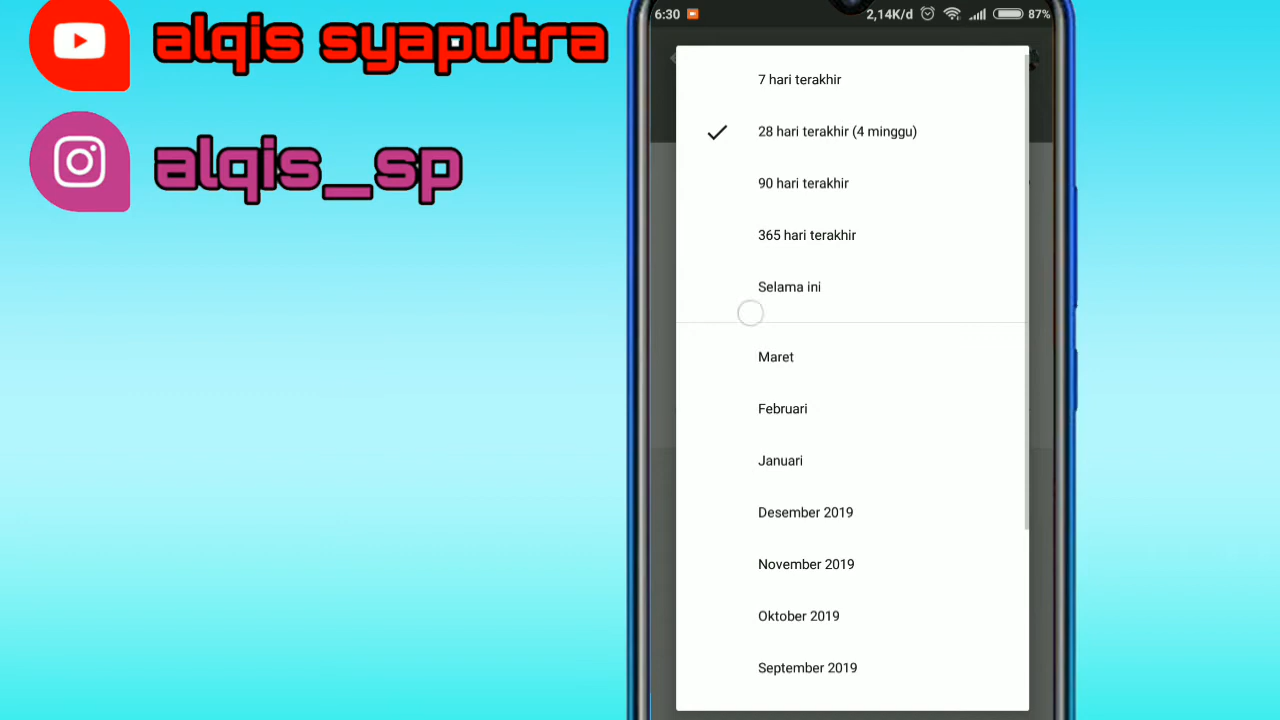 alqis syaputra
alqis_sp
6:30
2,14K/d
87%
7 hari terakhir
28 hari terakhir (4 minggu)
90 hari terakhir
365 hari terakhir
Selama ini
Maret
Februari
Januari
Desember 2019
November 2019
Oktober 2019
September 2019